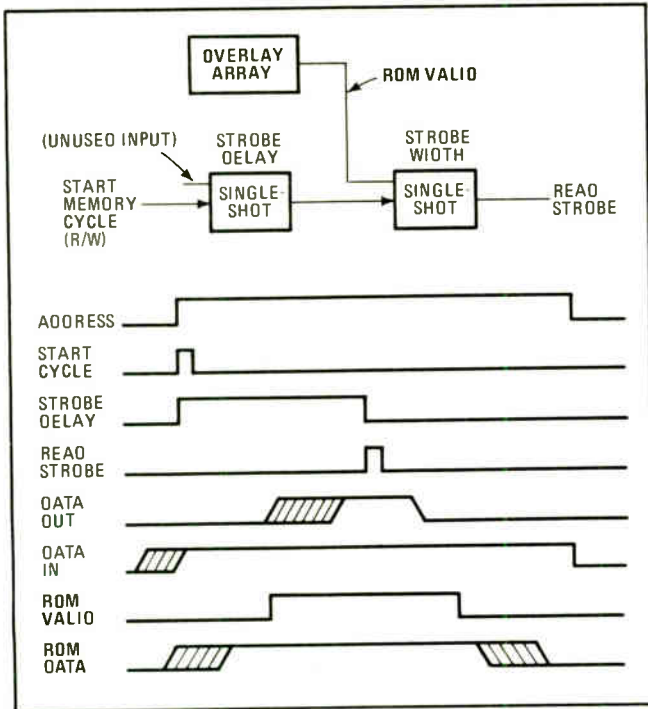 OVERLAY
ARRAY
ROM VALIO
(UNUSEO INPUT)
STROBE
OELAY
STROBE
WIOTH
START
MEMORY
CYCLE
(R/W)
SINGLE-
SHOT
SINGLE-
SHOT
REAO
STROBE
AOORESS
START
CYCLE
STROBE
OELAY
REAO
STROBE
OATA
OUT
OATA
IN
ROM
VALIO
ROM
OATA